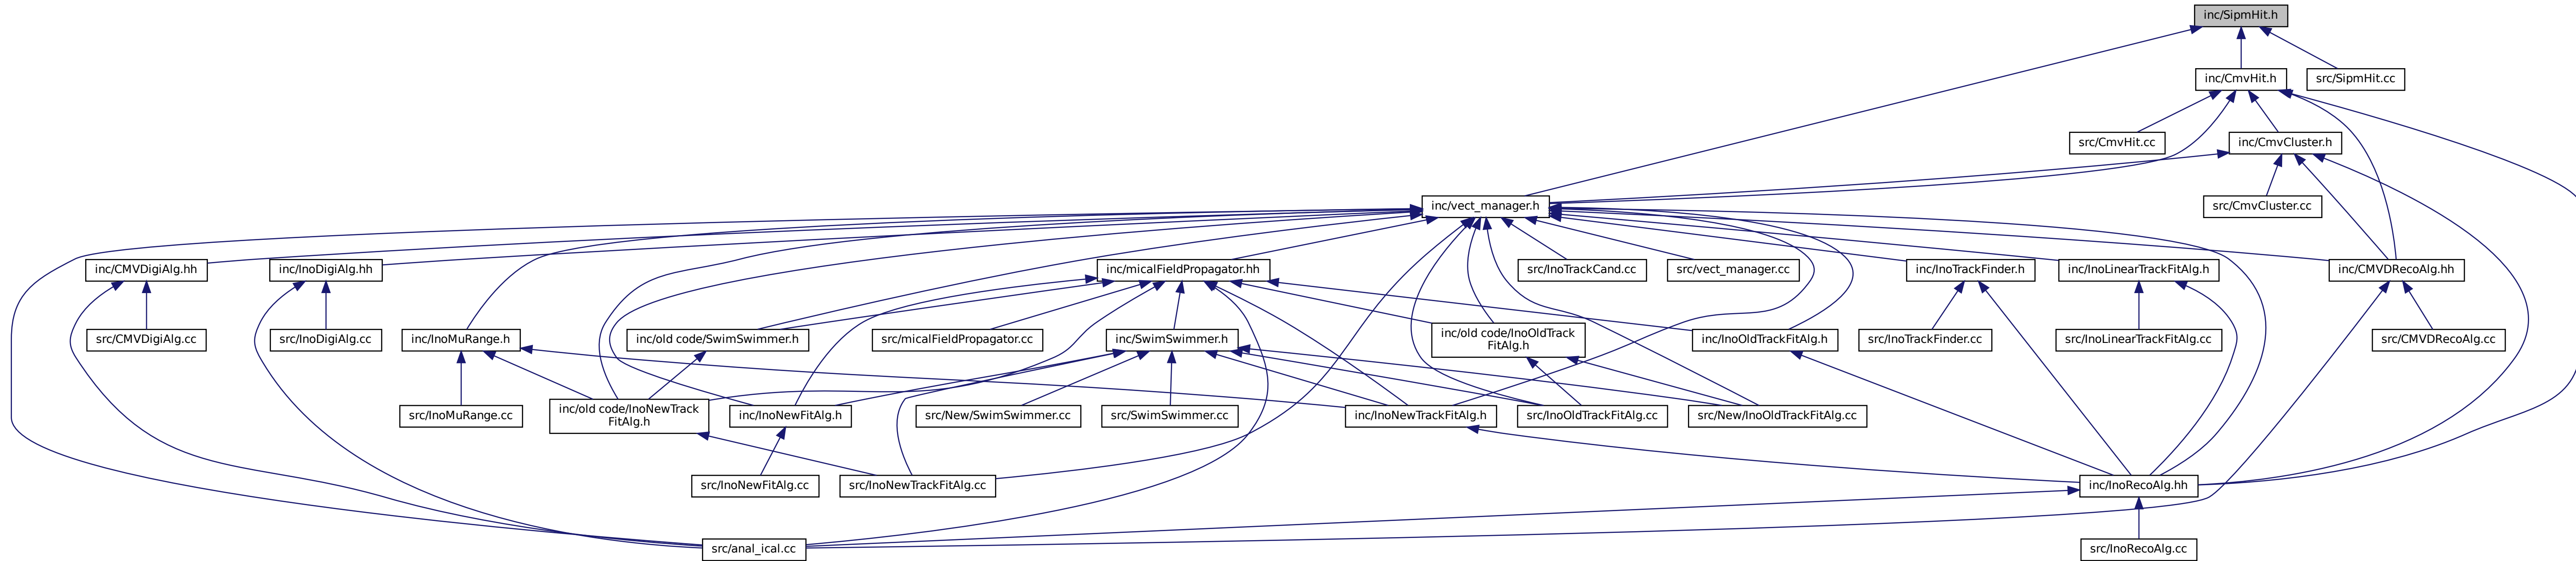 inc/SipmHit.h
inc/CmvHit.h
src/SipmHit.cc
src/CmvHit.cc
inc/CmvCluster.h
inc/vect_manager.h
src/CmvCluster.cc
inc/CMVDigiAlg.hh
inc/InoDigiAlg.hh
inc/micalFieldPropagator.hh
src/InoTrackCand.cc
src/vect_manager.cc
inc/InoTrackFinder.h
inc/InoLinearTrackFitAlg.h
inc/CMVDRecoAlg.hh
src/CMVDigiAlg.cc
src/InoDigiAlg.cc
inc/InoMuRange.h
inc/old code/SwimSwimmer.h
src/micalFieldPropagator.cc
inc/SwimSwimmer.h
inc/old code/InoOldTrack
FitAlg.h
inc/InoOldTrackFitAlg.h
src/InoTrackFinder.cc
src/InoLinearTrackFitAlg.cc
src/CMVDRecoAlg.cc
src/InoMuRange.cc
inc/old code/InoNewTrack
FitAlg.h
inc/InoNewFitAlg.h
src/New/SwimSwimmer.cc
src/SwimSwimmer.cc
inc/InoNewTrackFitAlg.h
src/InoOldTrackFitAlg.cc
src/New/InoOldTrackFitAlg.cc
src/InoNewFitAlg.cc
src/InoNewTrackFitAlg.cc
inc/InoRecoAlg.hh
src/anal_ical.cc
src/InoRecoAlg.cc